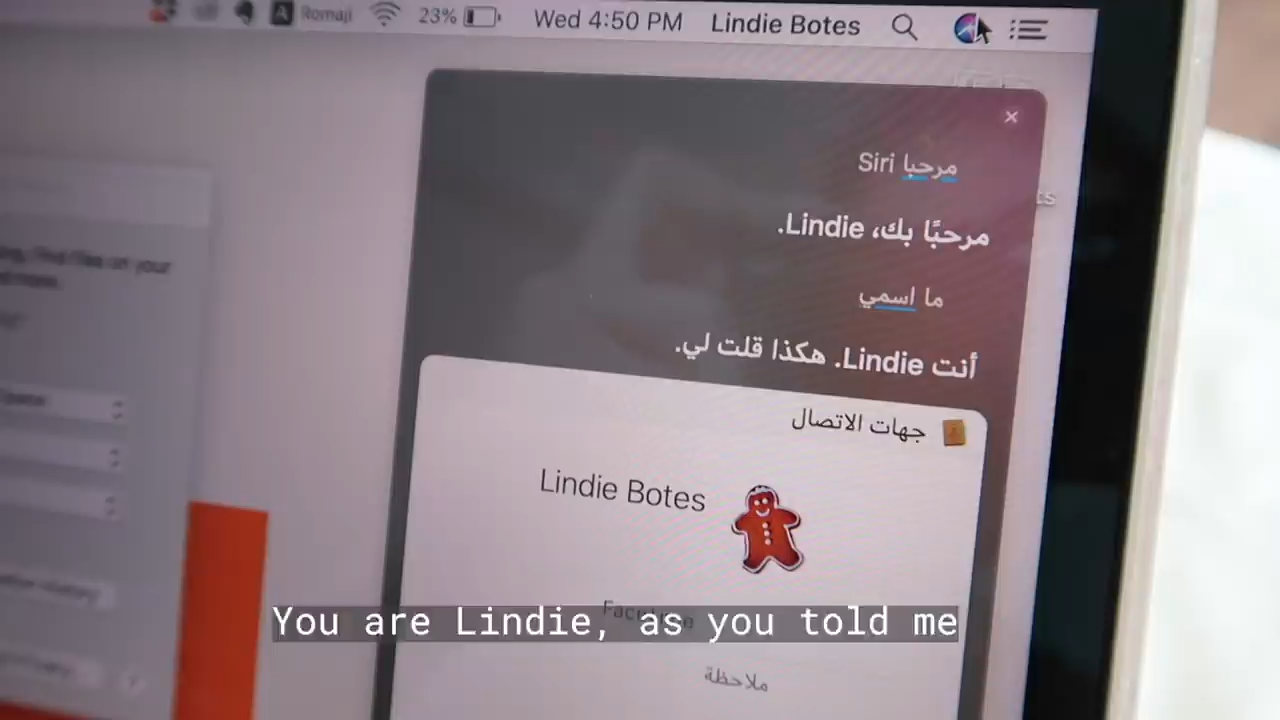 Romaji 23% Wed 4:50 PM Lindie Botes
مرحبا Siri
مرحبًا بك، Lindie.
ما اسمي
أنت Lindie. هكذا قلت لي.
جهات الاتصال
Lindie Botes
FaceTime
You are Lindie, as you told me
ملاحظة